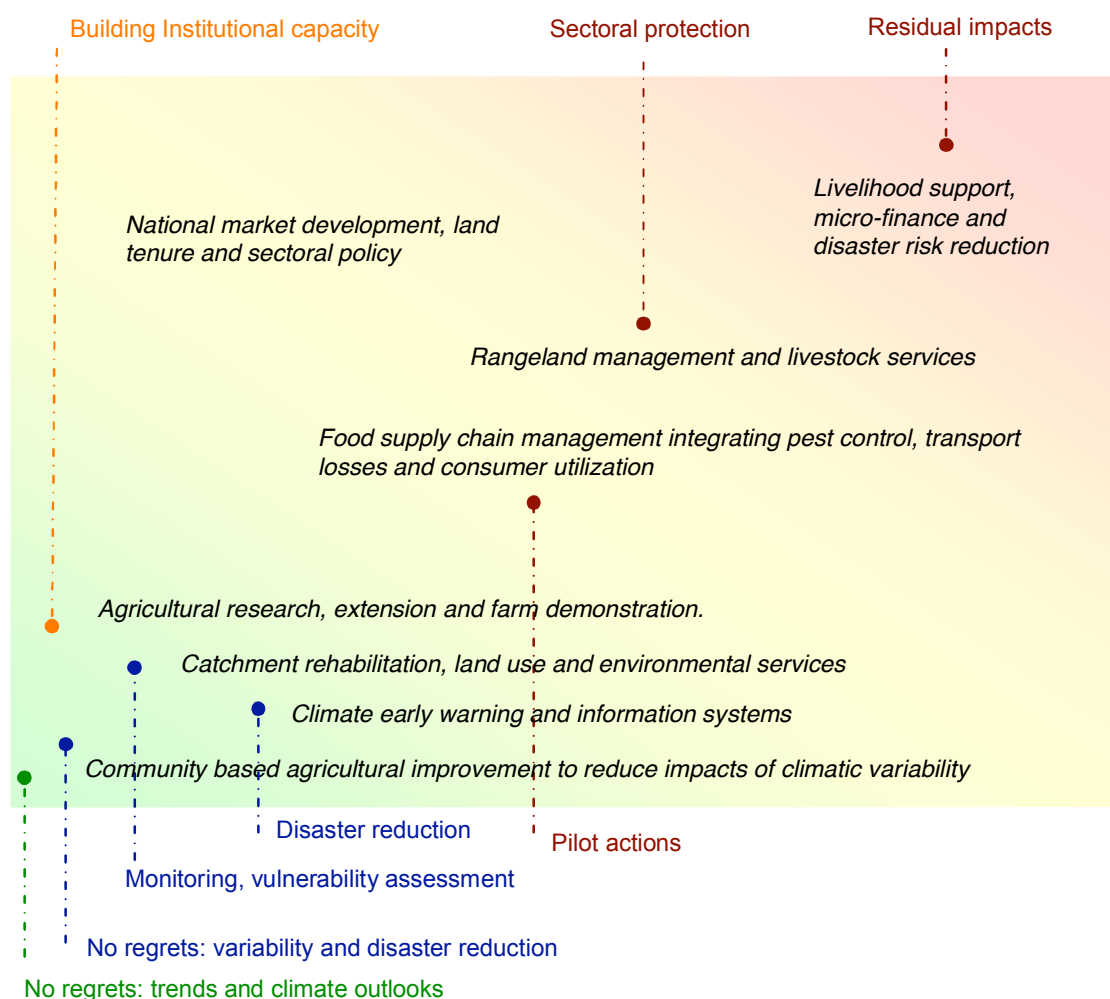 Building Institutional capacity
Sectoral protection
Residual impacts
Livelihood support,
micro-finance and
disaster risk reduction
National market development, land
tenure and sectoral policy
Rangeland management and livestock services
Food supply chain management integrating pest control, transport
losses and consumer utilization
Agricultural research, extension and farm demonstration.
Catchment rehabilitation, land use and environmental services
Climate early warning and information systems
Community based agricultural improvement to reduce impacts of climatic variability
Disaster reduction
Pilot actions
Monitoring, vulnerability assessment
No regrets: variability and disaster reduction
No regrets: trends and climate outlooks